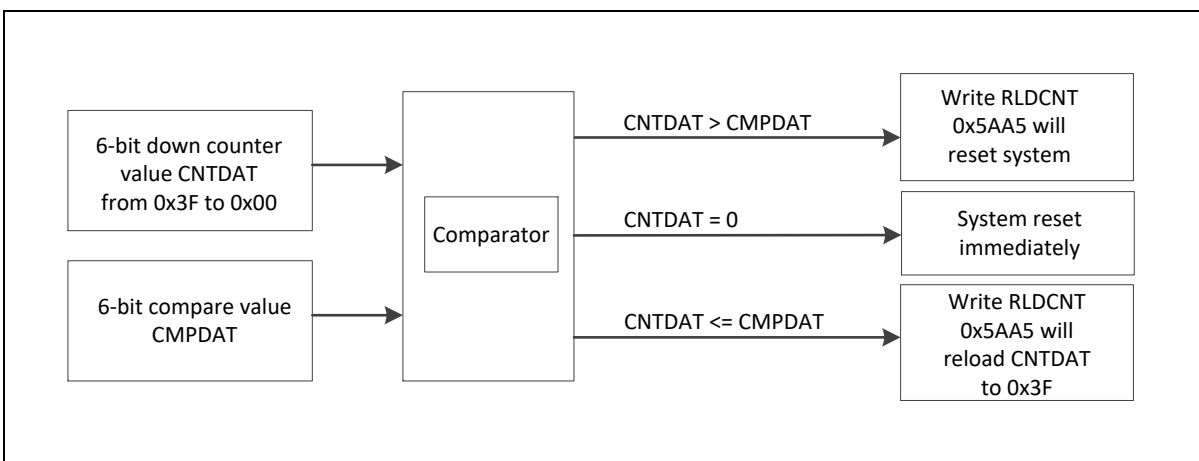 6-bit down counter
value CNTDAT
from 0x3F to 0x00
6-bit compare value
CMPDAT
Comparator
CNTDAT > CMPDAT
CNTDAT = 0
CNTDAT <= CMPDAT
Write RLDCNT
0x5AA5 will
reset system
System reset
immediately
Write RLDCNT
0x5AA5 will
reload CNTDAT
to 0x3F